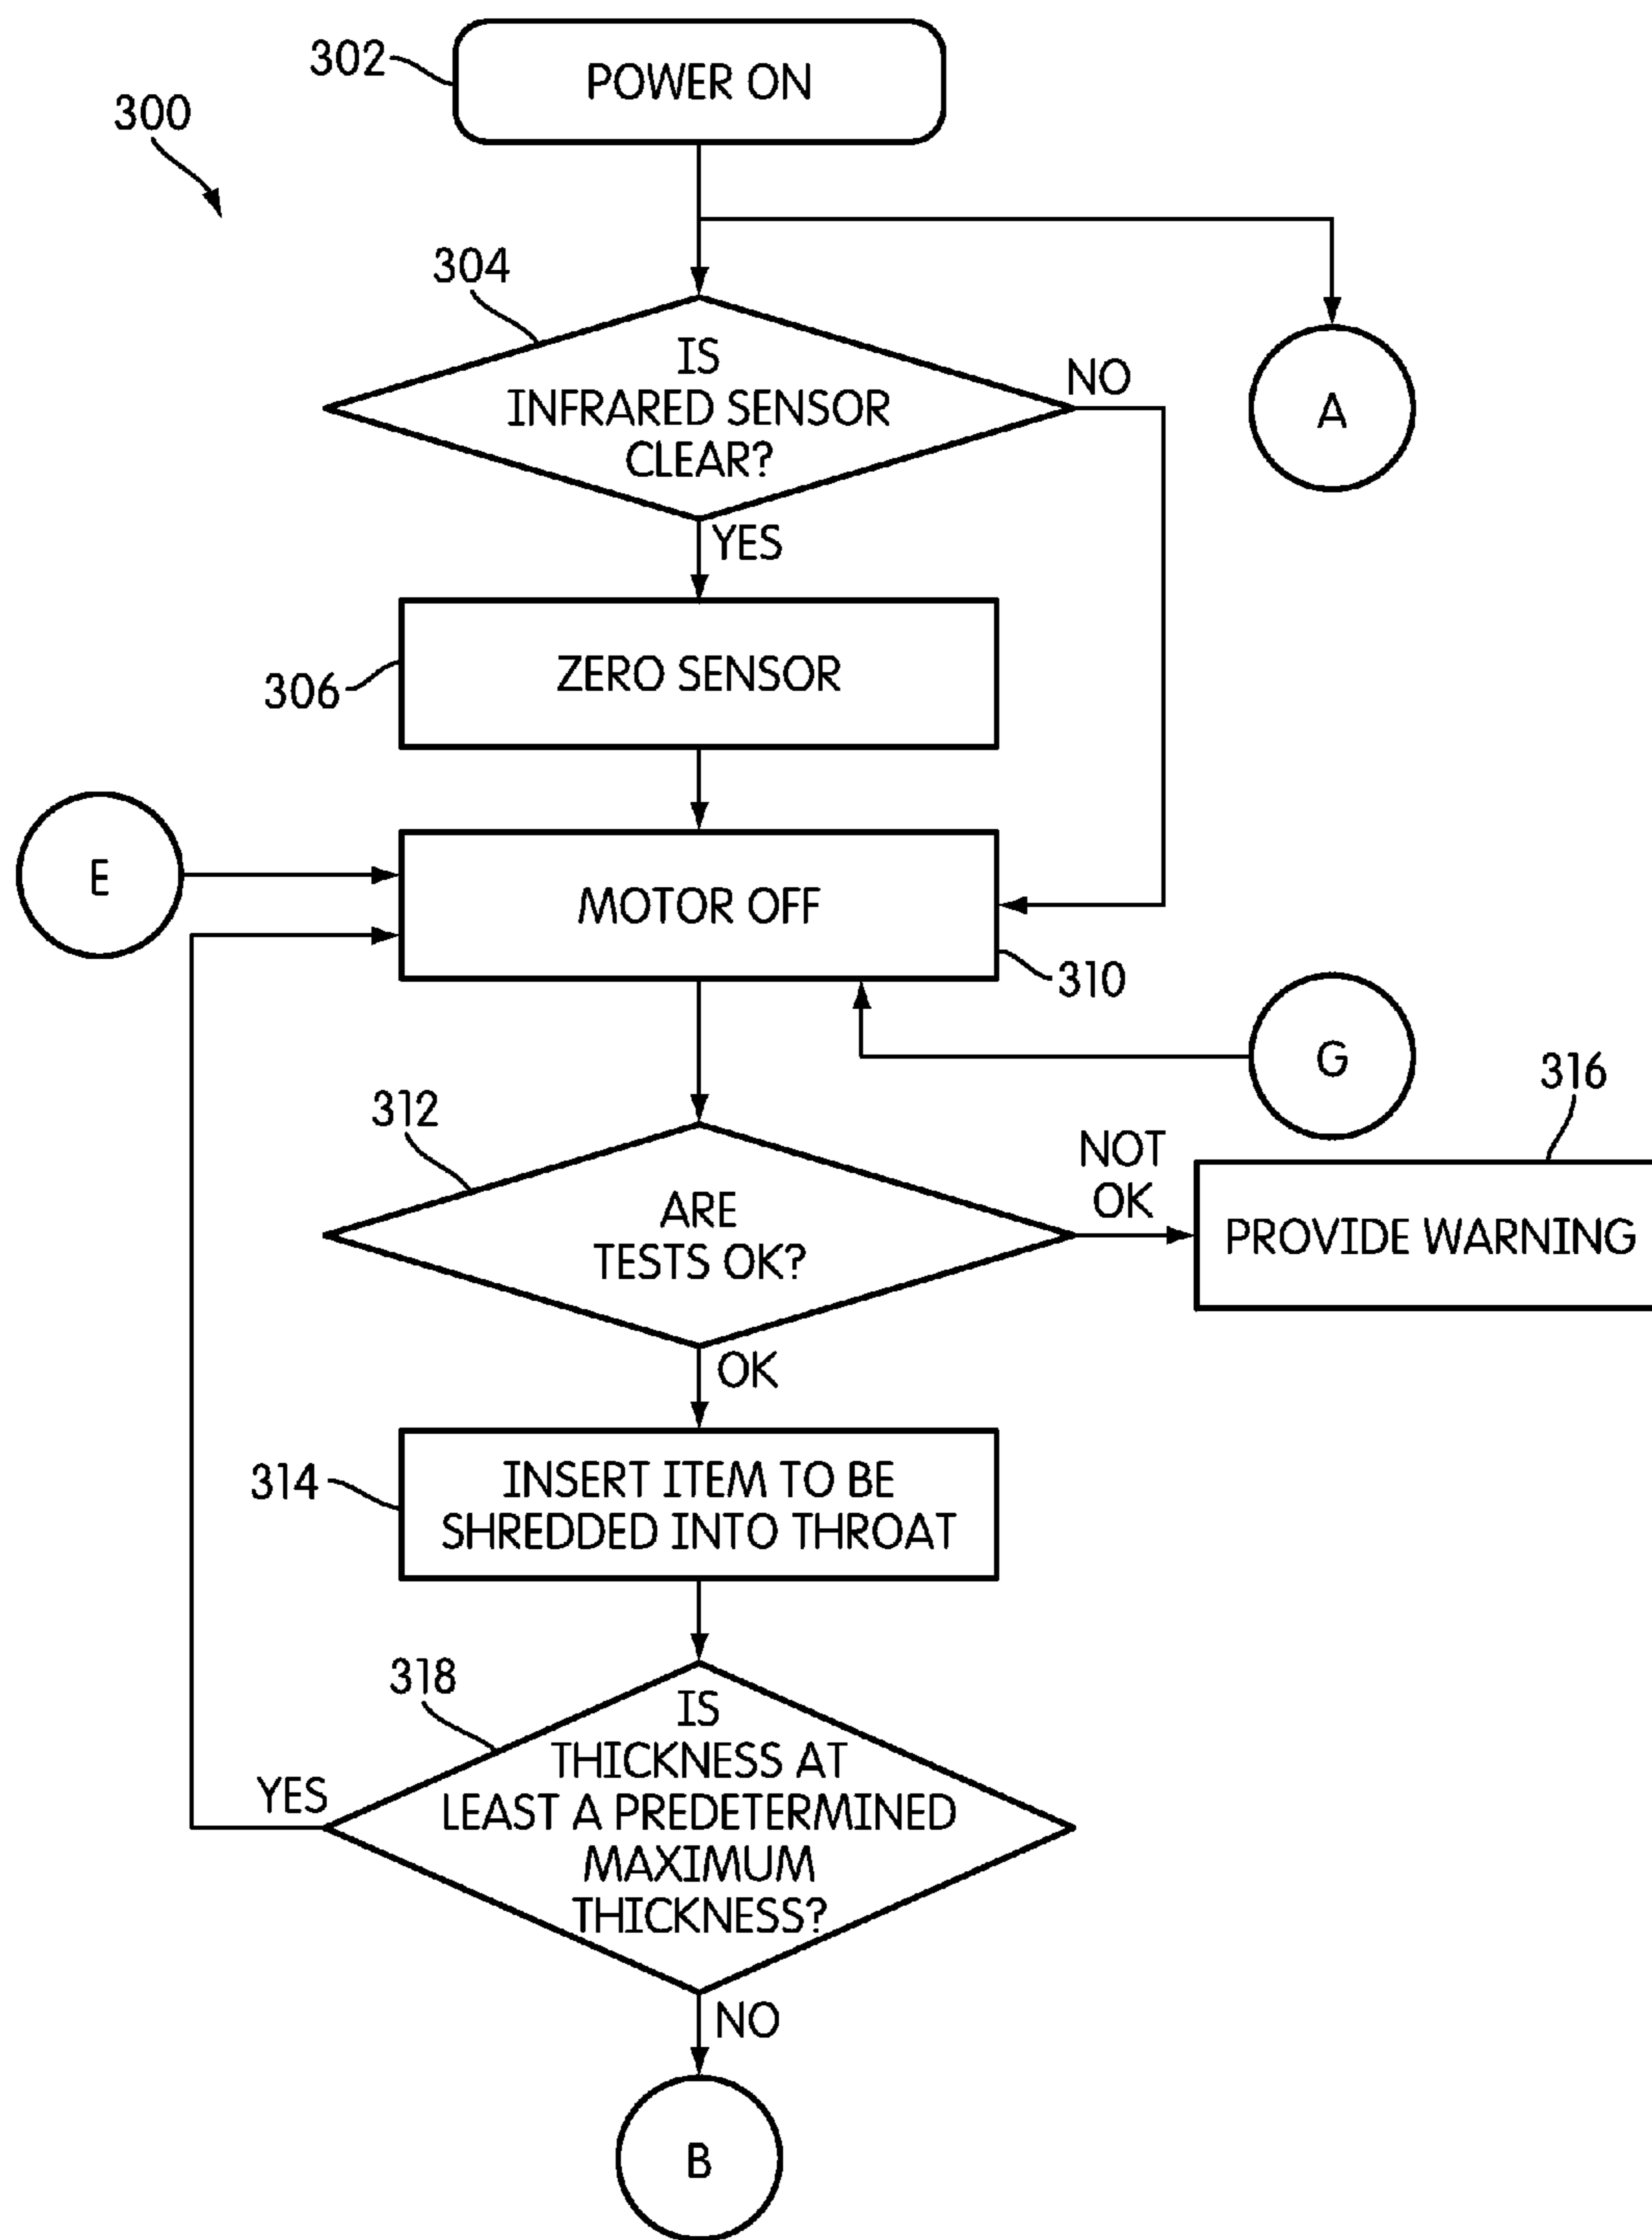 302
POWER ON
300
304
IS
INFRARED SENSOR
CLEAR?
NO
A
YES
306
ZERO SENSOR
E
MOTOR OFF
310
G
316
312
ARE
TESTS OK?
NOT
OK
PROVIDE WARNING
OK
314
INSERT ITEM TO BE
SHREDDED INTO THROAT
318
IS
THICKNESS AT
LEAST A PREDETERMINED
MAXIMUM
THICKNESS?
YES
NO
B